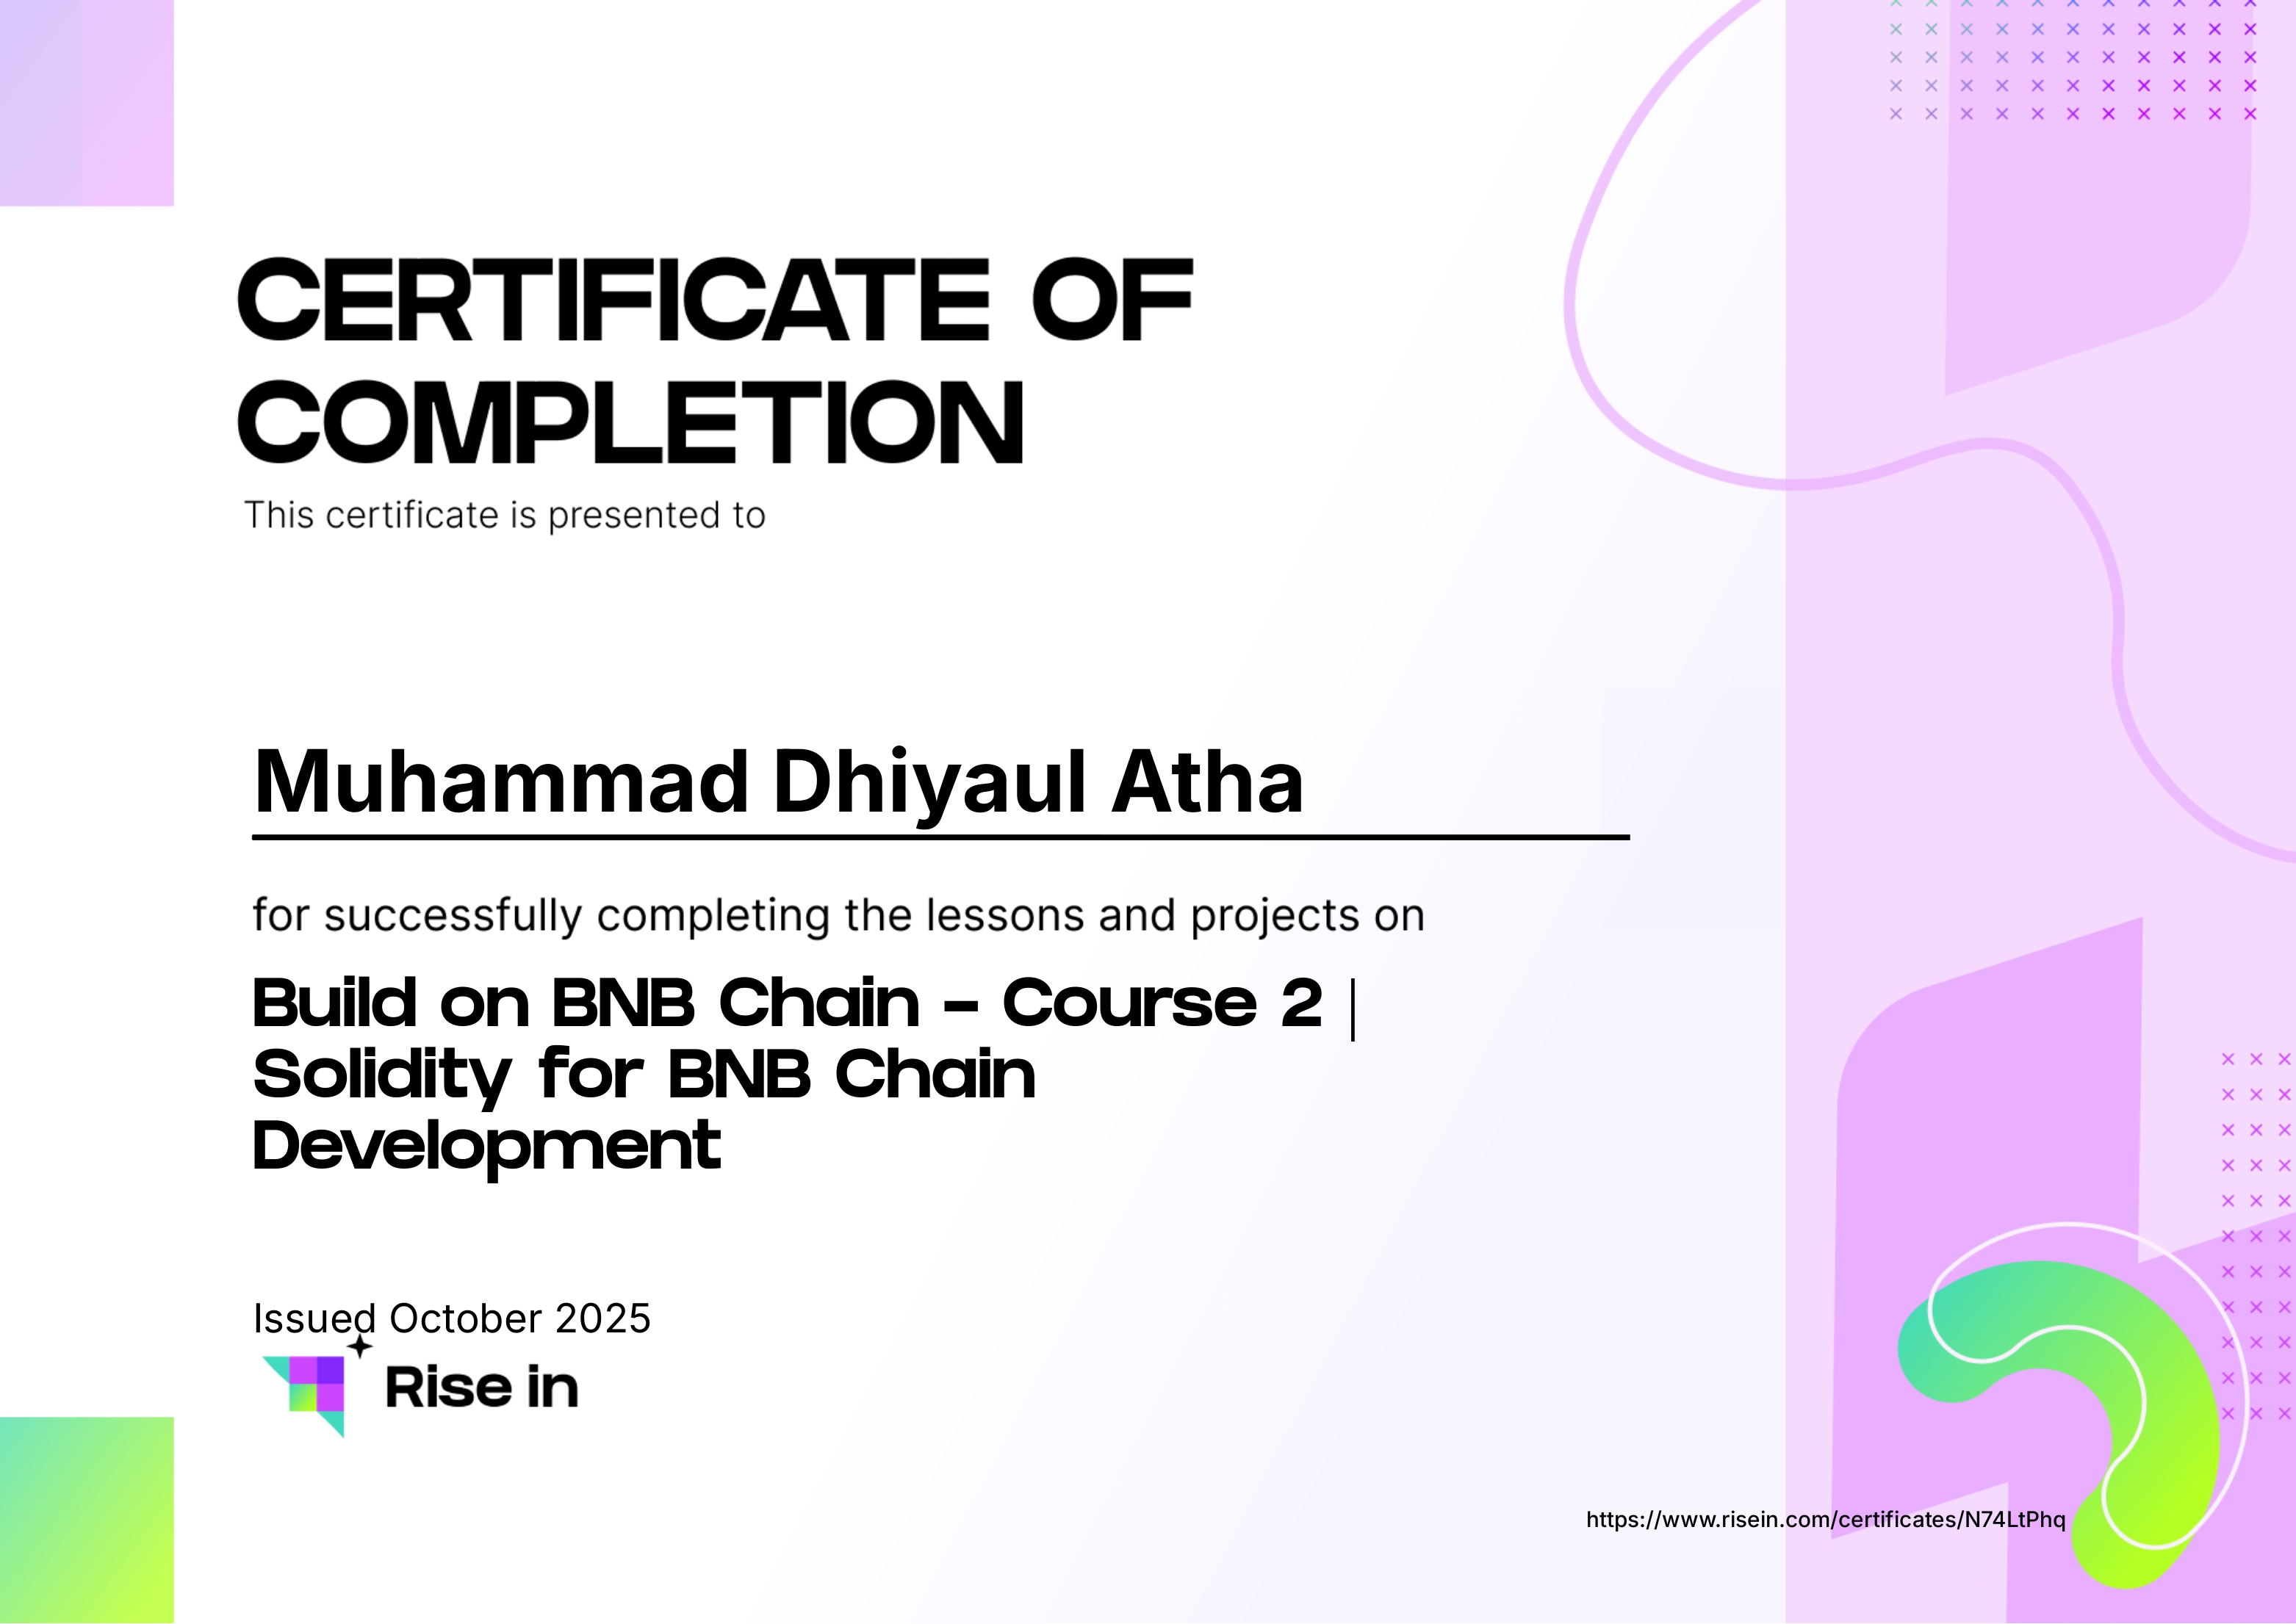 CERTIFICATE OF
COMPLETION
This certificate is presented to
Muhammad Dhiyaul Atha
for successfully completing the lessons and projects on
Build on BNB Chain - Course 2 |
Solidity for BNB Chain
Development
Issued October 2025
Rise in
https://www.risein.com/certificates/N74LtPhq